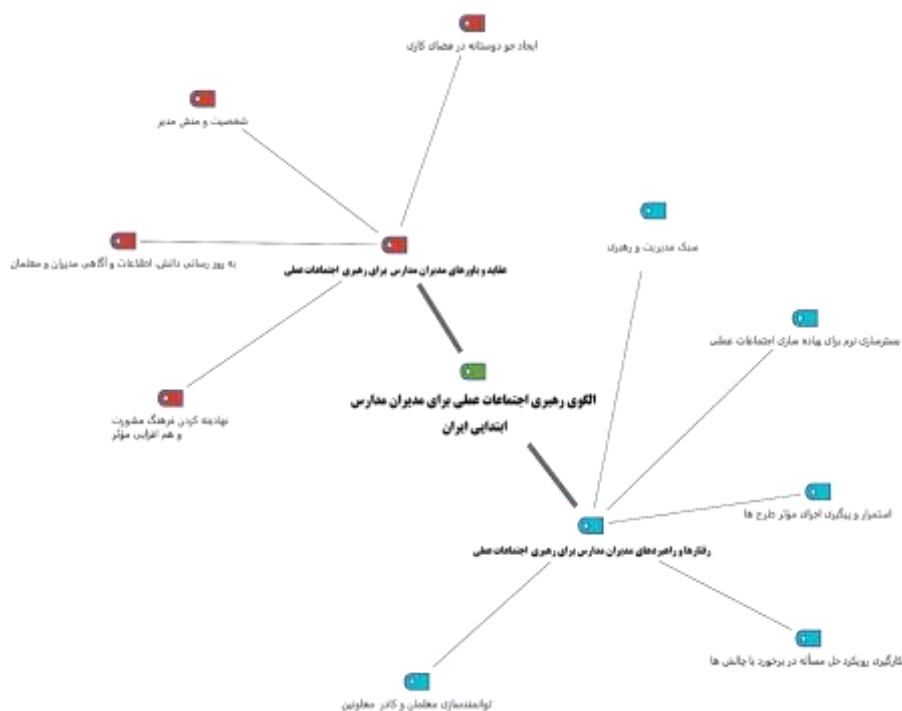 ایجاد جو دوستانه در فضای کاری
شخصیت و منش مدیر
سبک مدیریت و رهبری
به روز رسانی دانش، اطلاعات و آگاهی مدیران و معلمان
عقاید و باورهای مدیران مدارس برای رهبری اجتماعات عملی
بسترسازی نرم برای پیاده سازی اجتماعات عملی
الگوی رهبری اجتماعات عملی برای مدیران مدارس
ابتدایی ایران
نهادینه کردن فرهنگ مشورت
و هم افزایی مؤثر
استمرار و پیگیری اجرای مؤثر طرح ها
رفتارها و راهبردهای مدیران مدارس برای رهبری اجتماعات عملی
کارگیری رویکرد حل مسأله در برخورد با چالش ها
توانمندسازی معلمان و کادر معاونین